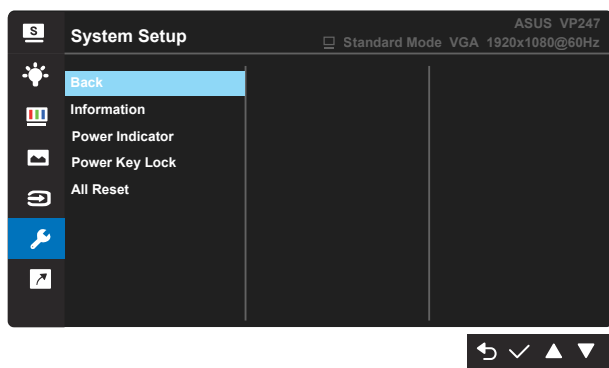 S
System Setup
ASUS VP247
Standard Mode VGA 1920x1080@60Hz
Back
Information
Power Indicator
Power Key Lock
All Reset